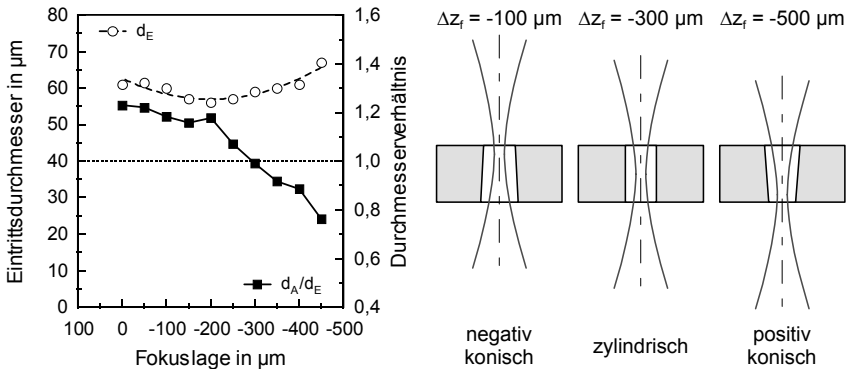 Eintrittsdurchmesser in µm
80
70
60
50
40
30
20
10
0
d_E
d_A/d_E
1,6
1,4
1,2
1,0
0,8
0,6
0,4
Durchmesserverhältnis
100 0 -100 -200 -300 -400 -500
Fokuslage in µm
Δz_f = -100 µm
Δz_f = -300 µm
Δz_f = -500 µm
negativ
konisch
zylindrisch
positiv
konisch